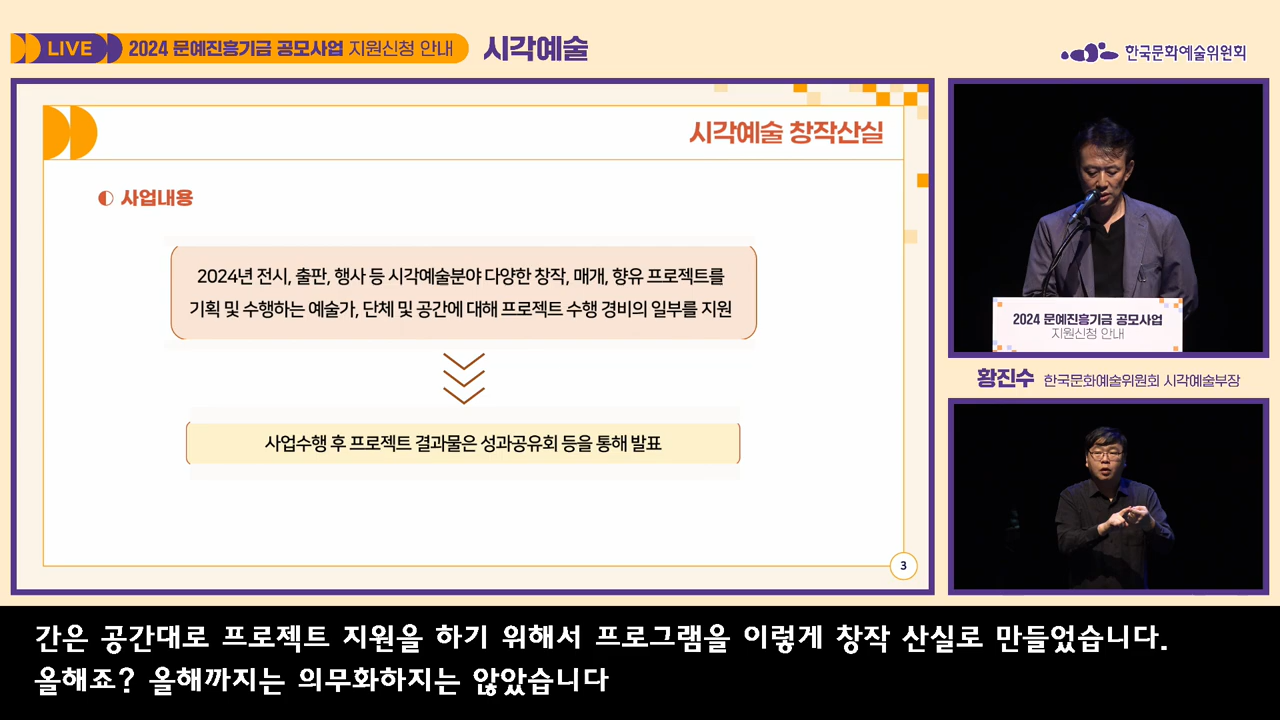 LIVE 2024 문예진흥기금 공모사업 지원신청 안내 시각예술
한국문화예술위원회
시각예술 창작산실
사업내용
2024년 전시, 출판, 행사 등 시각예술분야 다양한 창작, 매개, 향유 프로젝트를
기획 및 수행하는 예술가, 단체 및 공간에 대해 프로젝트 수행 경비의 일부를 지원
사업수행 후 프로젝트 결과물은 성과공유회 등을 통해 발표
3
2024 문예진흥기금 공모사업
지원신청 안내
황진수 한국문화예술위원회 시각예술부장
간은 공간대로 프로젝트 지원을 하기 위해서 프로그램을 이렇게 창작 산실로 만들었습니다.
올해죠? 올해까지는 의무화하지는 않았습니다